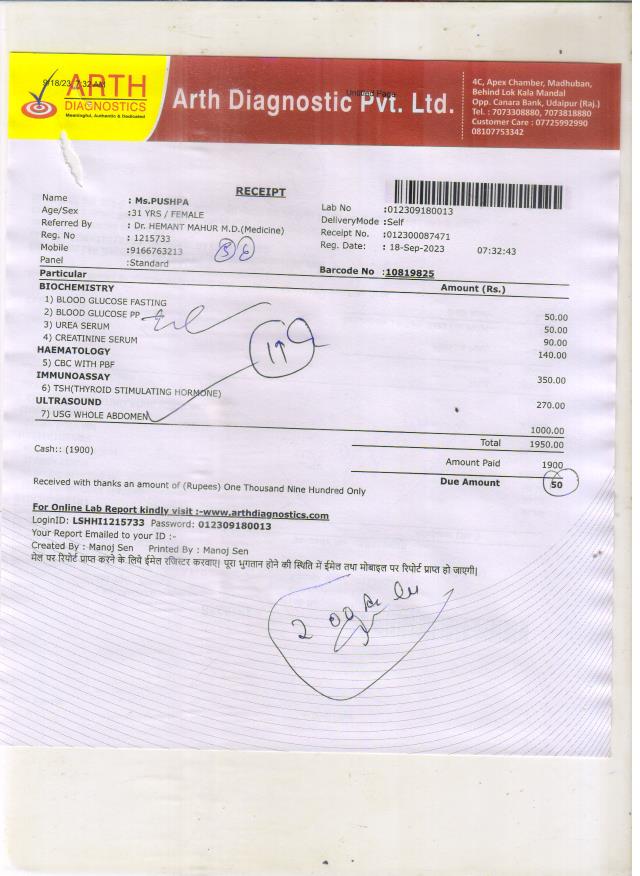 9/18/23, 7:32 AM
Untitled Page
ARTH
DIAGNOSTICS
Meaningful, Authentic & Dedicated
Arth Diagnostic Pvt. Ltd.
4C, Apex Chamber, Madhuban,
Behind Lok Kala Mandal
Opp. Canara Bank, Udaipur (Raj.)
Tel. : 7073308880, 7073818880
Customer Care : 07725992990
08107753342
RECEIPT
Name : Ms.PUSHPA
Lab No :012309180013
Age/Sex :31 YRS / FEMALE
DeliveryMode :Self
Referred By : Dr. HEMANT MAHUR M.D.(Medicine)
Receipt No. :012300087471
Reg. No : 1215733
Reg. Date: : 18-Sep-2023 07:32:43
Mobile :9166763213
Panel :Standard
Barcode No :10819825
Particular Amount (Rs.)
BIOCHEMISTRY
1) BLOOD GLUCOSE FASTING 50.00
2) BLOOD GLUCOSE PP 50.00
3) UREA SERUM 90.00
4) CREATININE SERUM 140.00
HAEMATOLOGY
5) CBC WITH PBF 350.00
IMMUNOASSAY
6) TSH(THYROID STIMULATING HORMONE) 270.00
ULTRASOUND
7) USG WHOLE ABDOMEN 1000.00
Total 1950.00
Cash:: (1900)
Amount Paid 1900
Received with thanks an amount of (Rupees) One Thousand Nine Hundred Only
Due Amount 50
For Online Lab Report kindly visit :-www.arthdiagnostics.com
LoginID: LSHHI1215733 Password: 012309180013
Your Report Emailed to your ID :-
Created By : Manoj Sen Printed By : Manoj Sen
मेल पर रिपोर्ट प्राप्त करने के लिये ईमेल रजिस्टर करवाए। पूरा भुगतान होने की स्थिति में ईमेल तथा मोबाइल पर रिपोर्ट प्राप्त हो जाएगी।